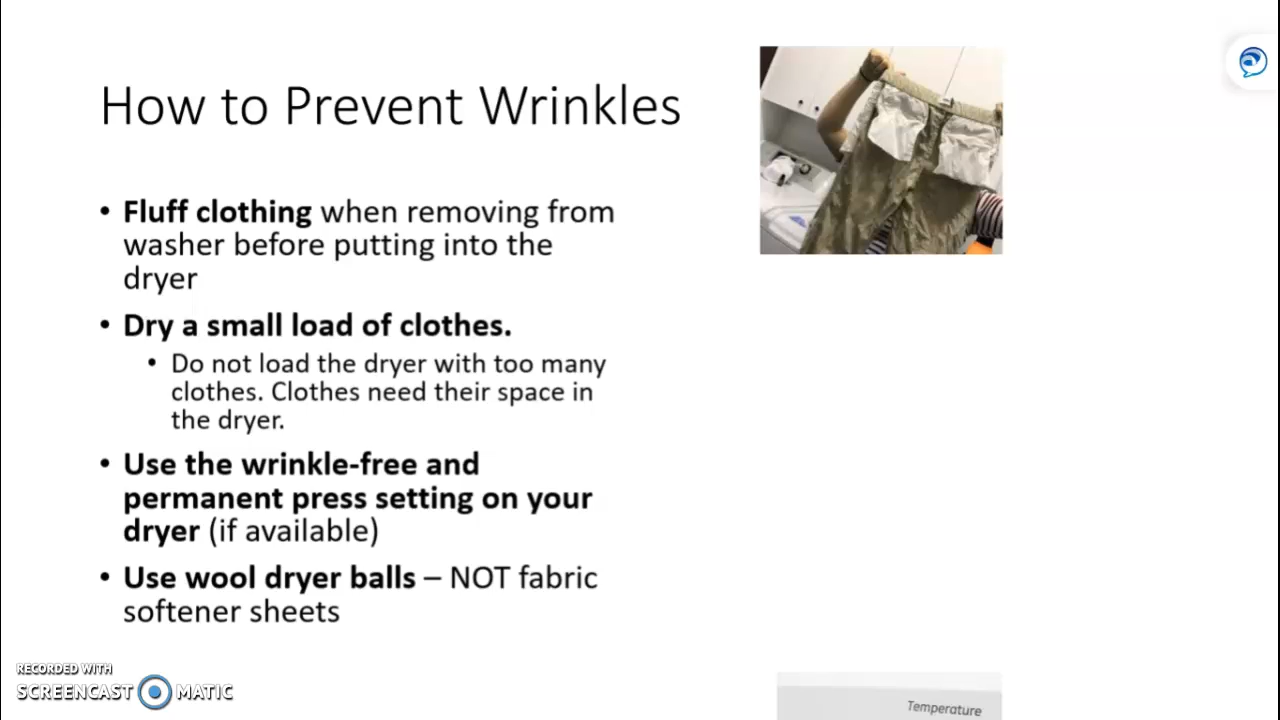 How to Prevent Wrinkles
• Fluff clothing when removing from
washer before putting into the
dryer
• Dry a small load of clothes.
• Do not load the dryer with too many
clothes. Clothes need their space in
the dryer.
• Use the wrinkle-free and
permanent press setting on your
dryer (if available)
• Use wool dryer balls – NOT fabric
softener sheets
RECORDED WITH
SCREENCAST MATIC
Temperature